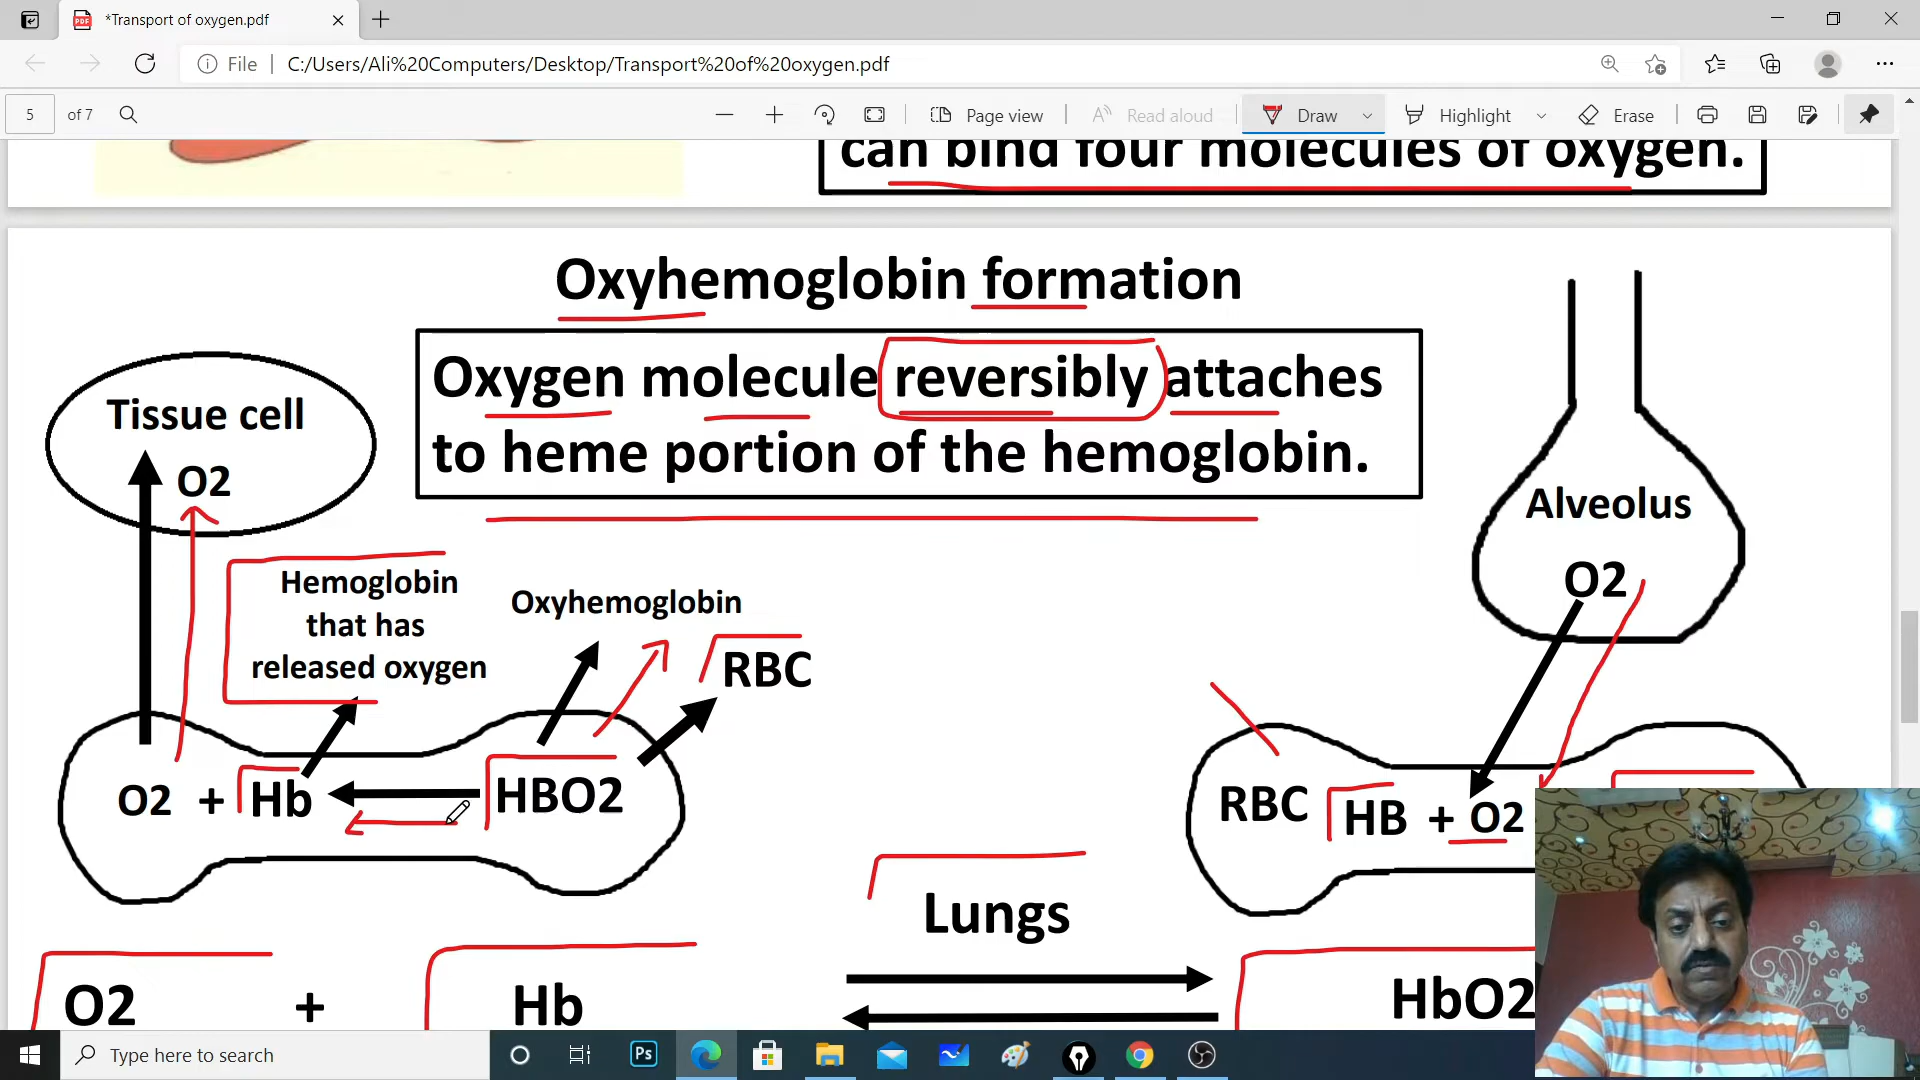 *Transport of oxygen.pdf
File
C:/Users/Ali%20Computers/Desktop/Transport%20of%20oxygen.pdf
5 of 7
Page view
Read aloud
Draw
Highlight
Erase
can bind four molecules of oxygen.
Oxyhemoglobin formation
Oxygen molecule reversibly attaches
to heme portion of the hemoglobin.
Tissue cell
O2
Hemoglobin
that has
released oxygen
Oxyhemoglobin
RBC
O2 + Hb
HBO2
Alveolus
O2
RBC HB + O2
Lungs
O2 + Hb
HbO2
Type here to search
Ps